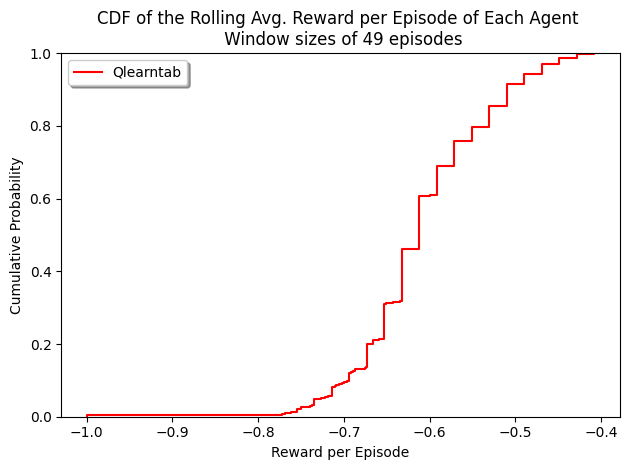 CDF of the Rolling Avg. Reward per Episode of Each Agent
Window sizes of 49 episodes
Qlearntab
Cumulative Probability
1.0
0.8
0.6
0.4
0.2
0.0
−1.0 −0.9 −0.8 −0.7 −0.6 −0.5 −0.4
Reward per Episode